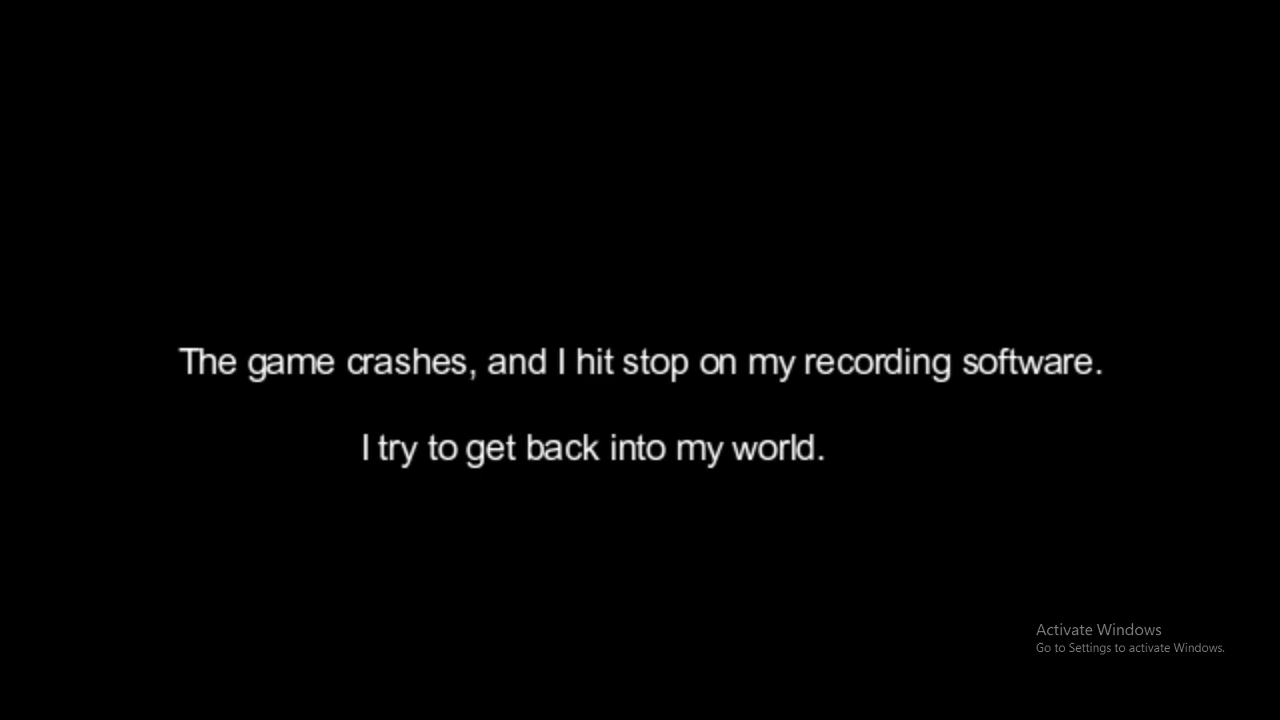 The game crashes, and I hit stop on my recording software.
I try to get back into my world.
Activate Windows
Go to Settings to activate Windows.